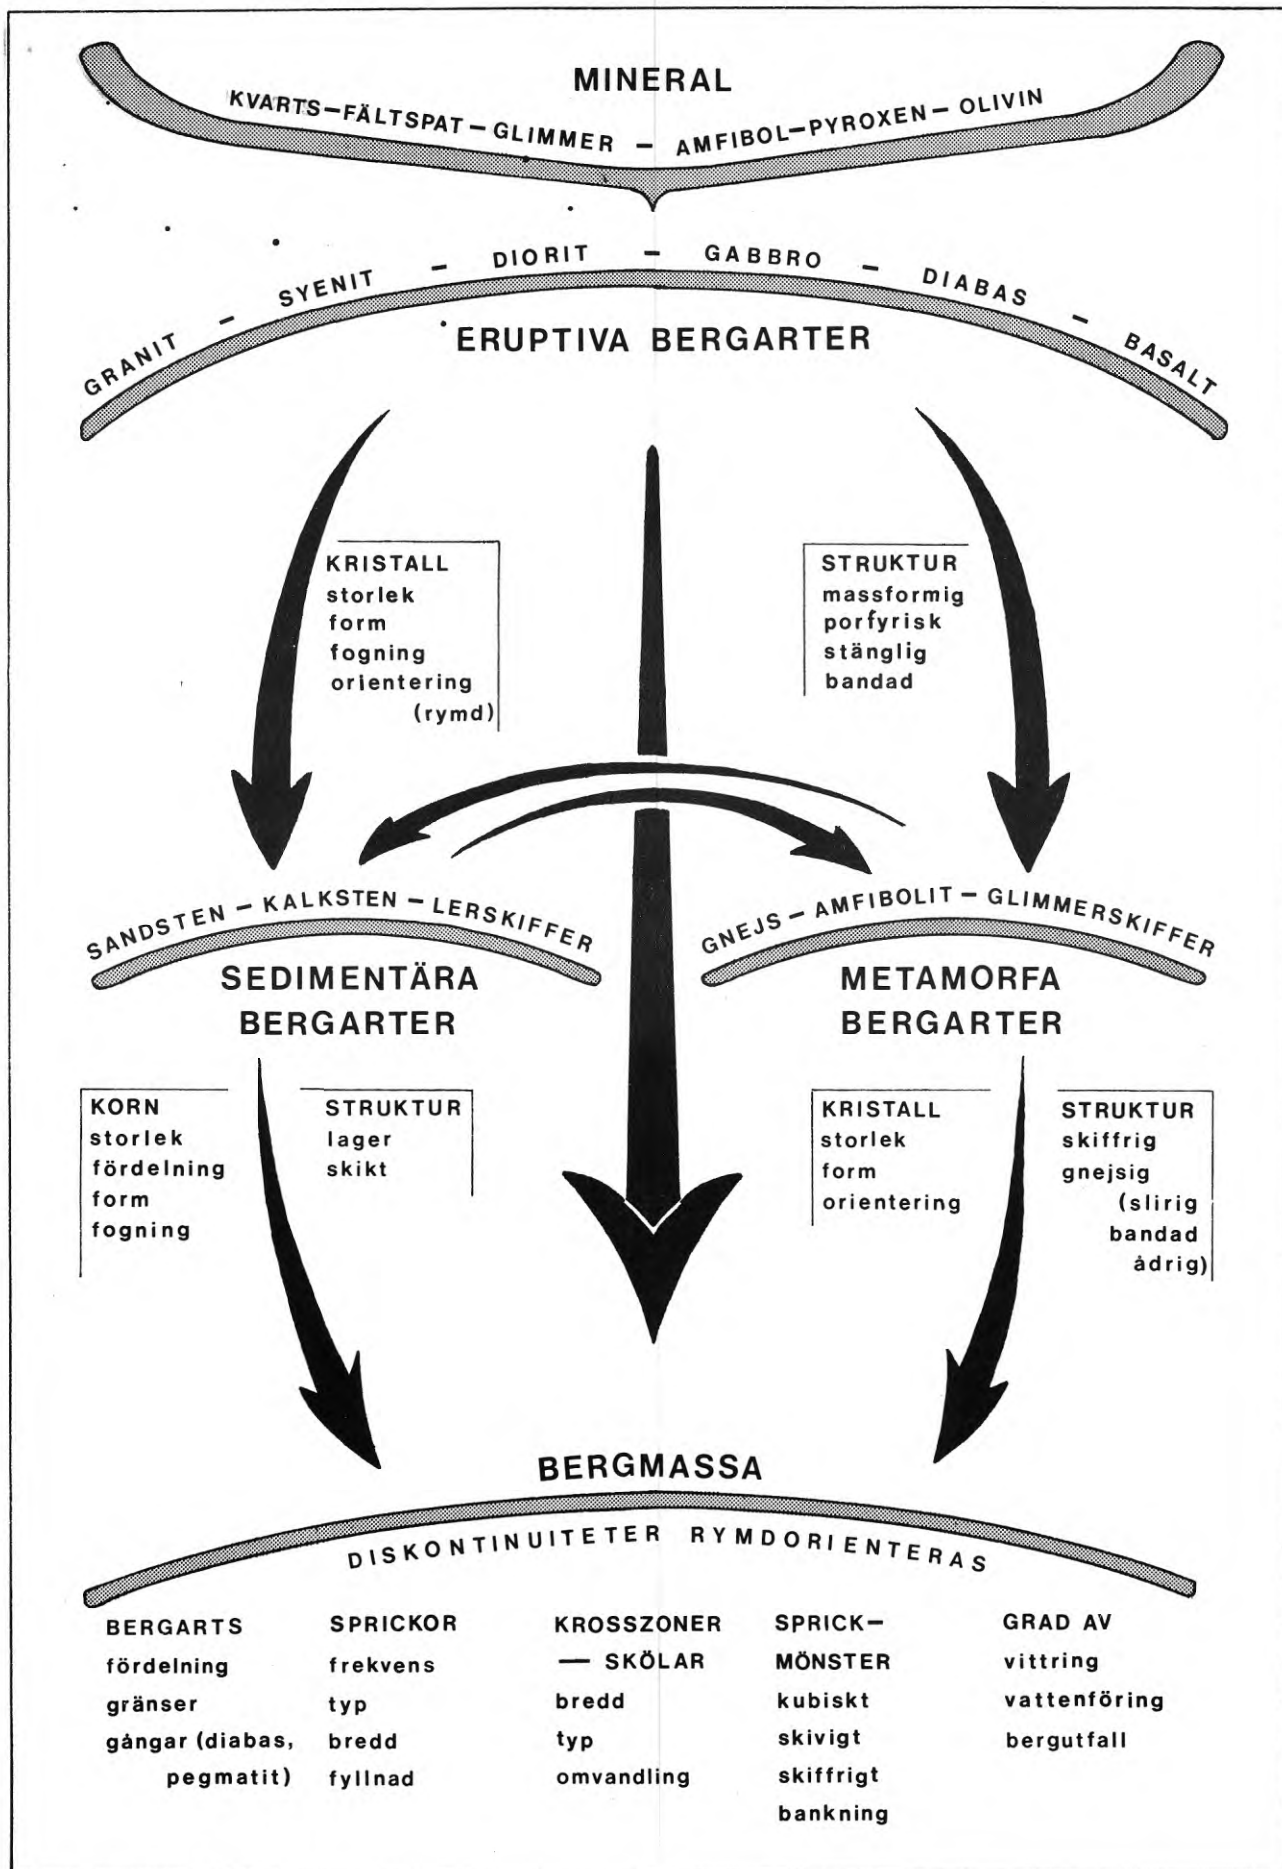 MINERAL
KVARTS–FÄLTSPAT–GLIMMER – AMFIBOL–PYROXEN–OLIVIN
GRANIT – SYENIT – DIORIT – GABBRO – DIABAS – BASALT
ERUPTIVA BERGARTER
KRISTALL
storlek
form
fogning
orientering
(rymd)
STRUKTUR
massformig
porfyrisk
stänglig
bandad
SANDSTEN – KALKSTEN – LERSKIFFER
SEDIMENTÄRA
BERGARTER
GNEJS – AMFIBOLIT – GLIMMERSKIFFER
METAMORFA
BERGARTER
KORN
storlek
fördelning
form
fogning
STRUKTUR
lager
skikt
KRISTALL
storlek
form
orientering
STRUKTUR
skiffrig
gnejsig
(slirig
bandad
ådrig)
BERGMASSA
DISKONTINUITETER RYMDORIENTERAS
BERGARTS
fördelning
gränser
gångar (diabas,
pegmatit)
SPRICKOR
frekvens
typ
bredd
fyllnad
KROSSZONER
— SKÖLAR
bredd
typ
omvandling
SPRICK–
MÖNSTER
kubiskt
skivigt
skiffrigt
bankning
GRAD AV
vittring
vattenföring
bergutfall